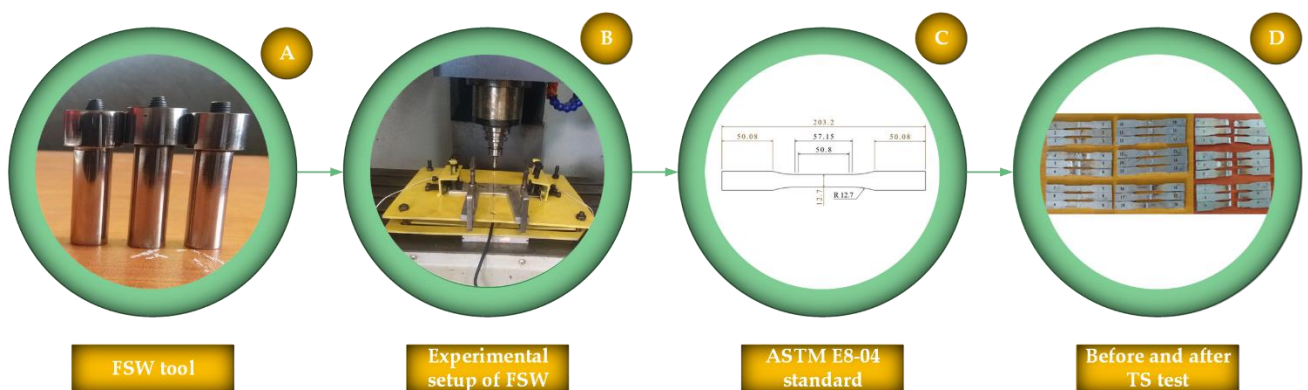 A
B
C
D
203.2
50.08
57.15
50.08
50.8
12.7
R 12.7
FSW tool
Experimental
setup of FSW
ASTM E8-04
standard
Before and after
TS test